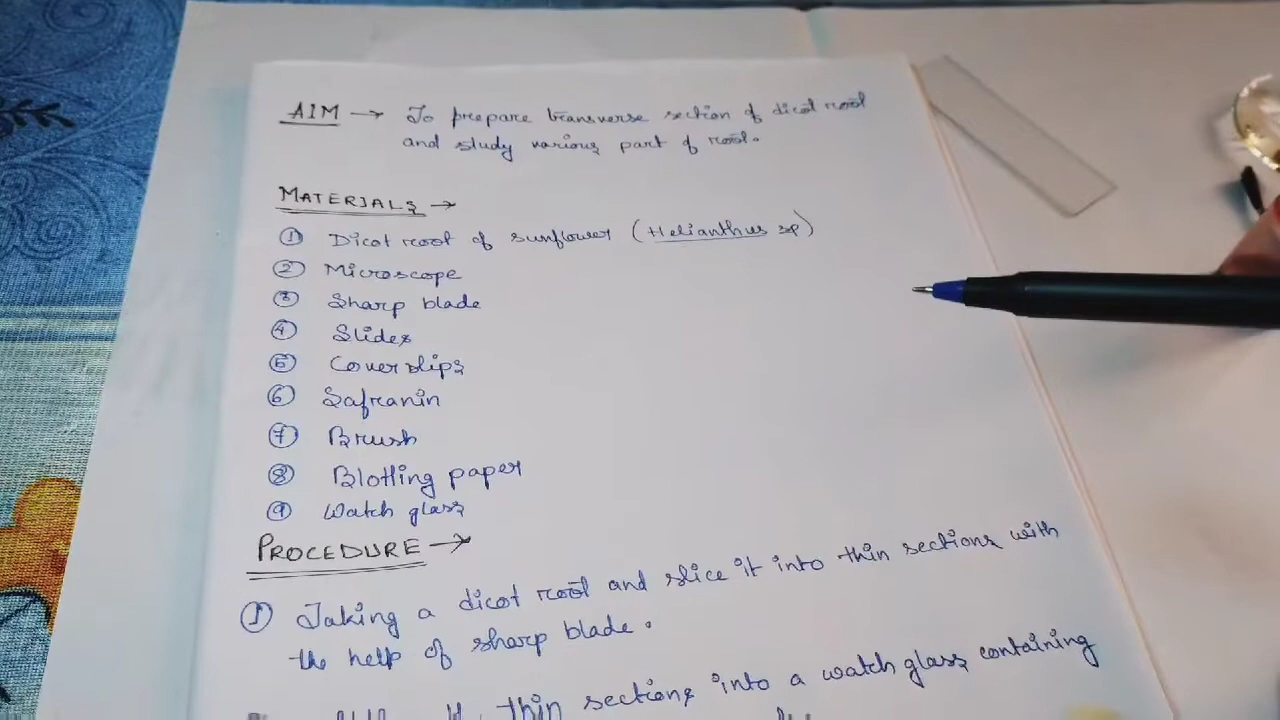 AIM → To prepare transverse section of dicot root
and study various part of root.
MATERIALS →
① Dicot root of sunflower (Helianthus sp)
② Microscope
③ Sharp blade
④ Slides
⑤ Cover slips
⑥ Safranin
⑦ Brush
⑧ Blotting paper
⑨ Watch glass
PROCEDURE →
① Taking a dicot root and slice it into thin sections with
the help of sharp blade.
thin sections into a watch glass containing